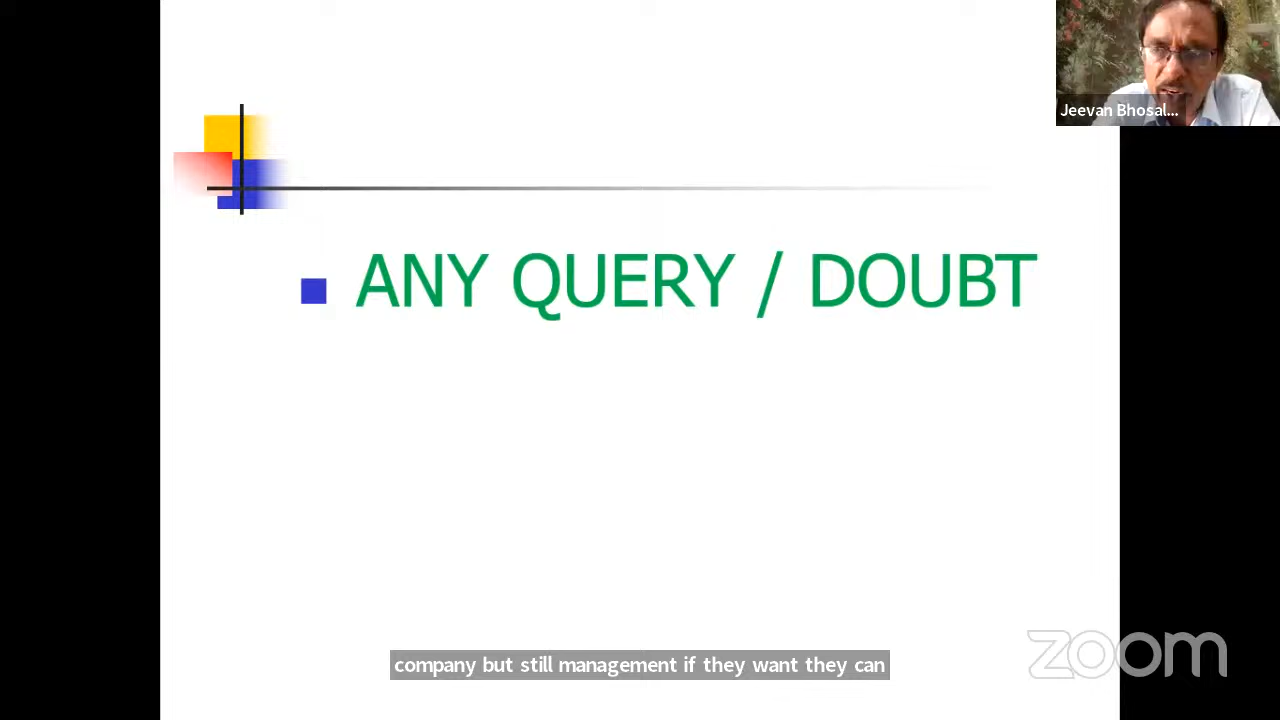 Jeevan Bhosal...
ANY QUERY / DOUBT
company but still management if they want they can
zoom